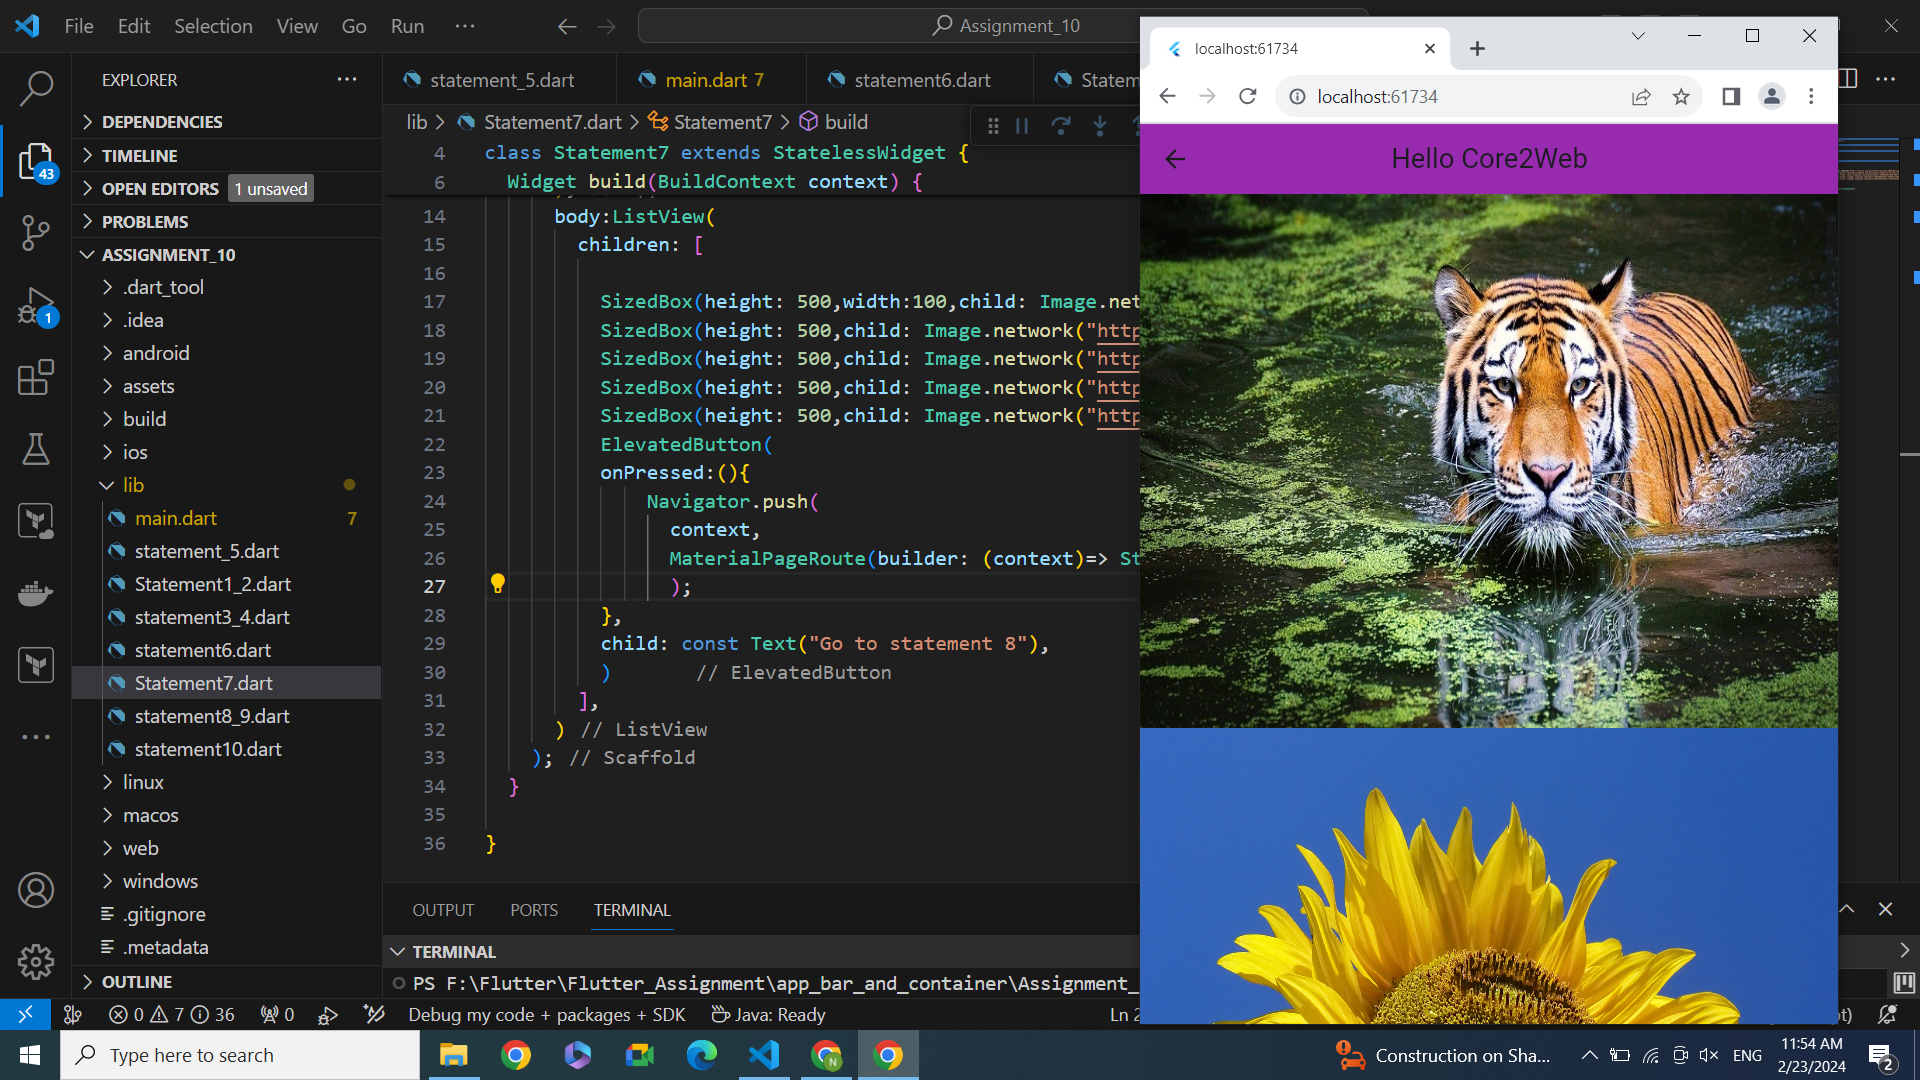 File Edit Selection View Go Run ··· Assignment_10
EXPLORER ···
DEPENDENCIES
TIMELINE
OPEN EDITORS 1 unsaved
PROBLEMS
ASSIGNMENT_10
.dart_tool
.idea
android
assets
build
ios
lib
main.dart 7
statement_5.dart
Statement1_2.dart
statement3_4.dart
statement6.dart
Statement7.dart
statement8_9.dart
statement10.dart
linux
macos
web
windows
.gitignore
.metadata
OUTLINE
43
1
statement_5.dart main.dart 7 statement6.dart Statem
lib > Statement7.dart > Statement7 > build
4 class Statement7 extends StatelessWidget {
6 Widget build(BuildContext context) {
14 body:ListView(
15 children: [
16
17 SizedBox(height: 500,width:100,child: Image.net
18 SizedBox(height: 500,child: Image.network("http
19 SizedBox(height: 500,child: Image.network("http
20 SizedBox(height: 500,child: Image.network("http
21 SizedBox(height: 500,child: Image.network("http
22 ElevatedButton(
23 onPressed:(){
24 Navigator.push(
25 context,
26 MaterialPageRoute(builder: (context)=> St
27 );
28 },
29 child: const Text("Go to statement 8"),
30 ) // ElevatedButton
31 ],
32 ) // ListView
33 ); // Scaffold
34 }
35
36 }
OUTPUT PORTS TERMINAL
TERMINAL
PS F:\Flutter\Flutter_Assignment\app_bar_and_container\Assignment_
localhost:61734
localhost:61734
Hello Core2Web
0 7 36 0 Debug my code + packages + SDK Java: Ready Ln 2
Type here to search
Construction on Sha... ENG 11:54 AM
2/23/2024
2
N